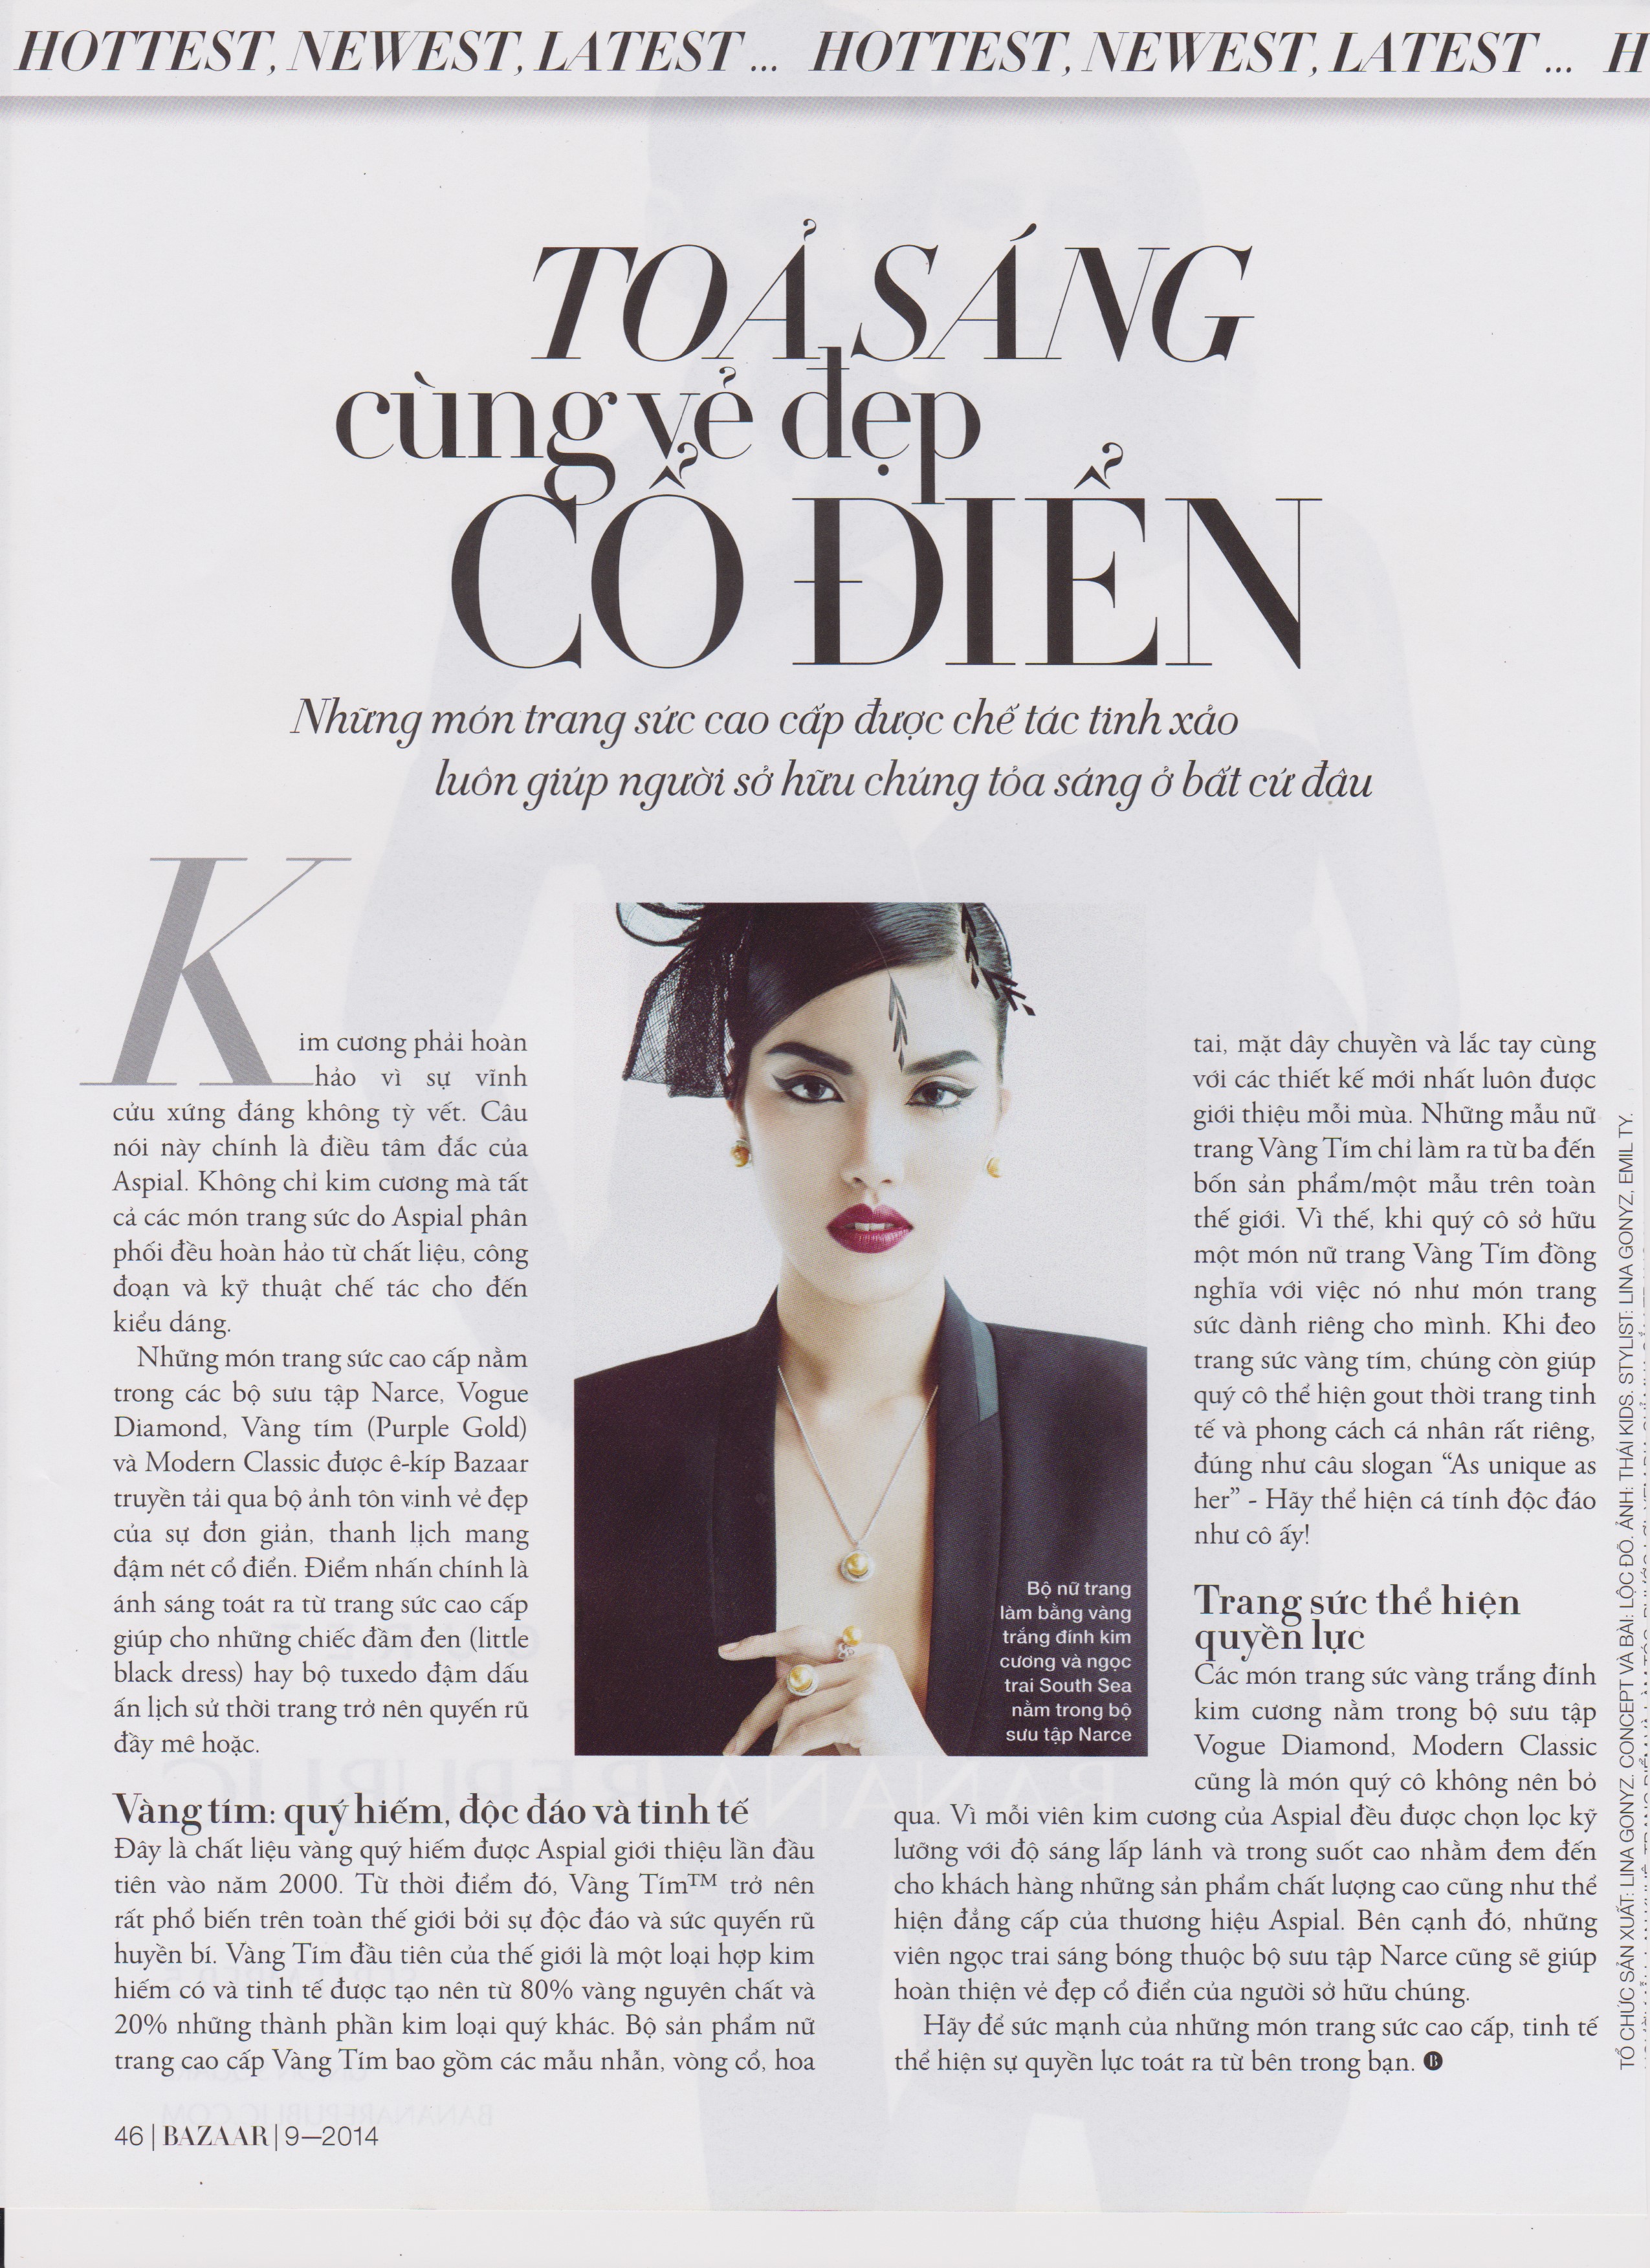 HOTTEST, NEWEST, LATEST ... HOTTEST, NEWEST, LATEST ... H
TOẢ SÁNG
cùng vẻ đẹp
CỔ ĐIỂN
Những món trang sức cao cấp được chế tác tinh xảo
luôn giúp người sở hữu chúng tỏa sáng ở bất cứ đâu
Kim cương phải hoàn
hảo vì sự vĩnh
cửu xứng đáng không tỳ vết. Câu
nói này chính là điều tâm đắc của
Aspial. Không chỉ kim cương mà tất
cả các món trang sức do Aspial phân
phối đều hoàn hảo từ chất liệu, công
đoạn và kỹ thuật chế tác cho đến
kiểu dáng.
Những món trang sức cao cấp nằm
trong các bộ sưu tập Narce, Vogue
Diamond, Vàng tím (Purple Gold)
và Modern Classic được ê-kíp Bazaar
truyền tải qua bộ ảnh tôn vinh vẻ đẹp
của sự đơn giản, thanh lịch mang
đậm nét cổ điển. Điểm nhấn chính là
ánh sáng toát ra từ trang sức cao cấp
giúp cho những chiếc đầm đen (little
black dress) hay bộ tuxedo đậm dấu
ấn lịch sử thời trang trở nên quyến rũ
đầy mê hoặc.
Vàng tím: quý hiếm, độc đáo và tinh tế
Đây là chất liệu vàng quý hiếm được Aspial giới thiệu lần đầu
tiên vào năm 2000. Từ thời điểm đó, Vàng Tím™ trở nên
rất phổ biến trên toàn thế giới bởi sự độc đáo và sức quyến rũ
huyền bí. Vàng Tím đầu tiên của thế giới là một loại hợp kim
hiếm có và tinh tế được tạo nên từ 80% vàng nguyên chất và
20% những thành phần kim loại quý khác. Bộ sản phẩm nữ
trang cao cấp Vàng Tím bao gồm các mẫu nhẫn, vòng cổ, hoa
Bộ nữ trang
làm bằng vàng
trắng đính kim
cương và ngọc
trai South Sea
nằm trong bộ
sưu tập Narce
tai, mặt dây chuyền và lắc tay cùng
với các thiết kế mới nhất luôn được
giới thiệu mỗi mùa. Những mẫu nữ
trang Vàng Tím chỉ làm ra từ ba đến
bốn sản phẩm/một mẫu trên toàn
thế giới. Vì thế, khi quý cô sở hữu
một món nữ trang Vàng Tím đồng
nghĩa với việc nó như món trang
sức dành riêng cho mình. Khi đeo
trang sức vàng tím, chúng còn giúp
quý cô thể hiện gout thời trang tinh
tế và phong cách cá nhân rất riêng,
đúng như câu slogan “As unique as
her” - Hãy thể hiện cá tính độc đáo
như cô ấy!
Trang sức thể hiện
quyền lực
Các món trang sức vàng trắng đính
kim cương nằm trong bộ sưu tập
Vogue Diamond, Modern Classic
cũng là món quý cô không nên bỏ
qua. Vì mỗi viên kim cương của Aspial đều được chọn lọc kỹ
lưỡng với độ sáng lấp lánh và trong suốt cao nhằm đem đến
cho khách hàng những sản phẩm chất lượng cao cũng như thể
hiện đẳng cấp của thương hiệu Aspial. Bên cạnh đó, những
viên ngọc trai sáng bóng thuộc bộ sưu tập Narce cũng sẽ giúp
hoàn thiện vẻ đẹp cổ điển của người sở hữu chúng.
Hãy để sức mạnh của những món trang sức cao cấp, tinh tế
thể hiện sự quyền lực toát ra từ bên trong bạn. B
TỔ CHỨC SẢN XUẤT: LINA GONYZ. CONCEPT VÀ BÀI: LỘC ĐỖ. ẢNH: THÁI KIDS. STYLIST: LINA GONYZ, EMIL TY.
46 | BAZAAR | 9—2014